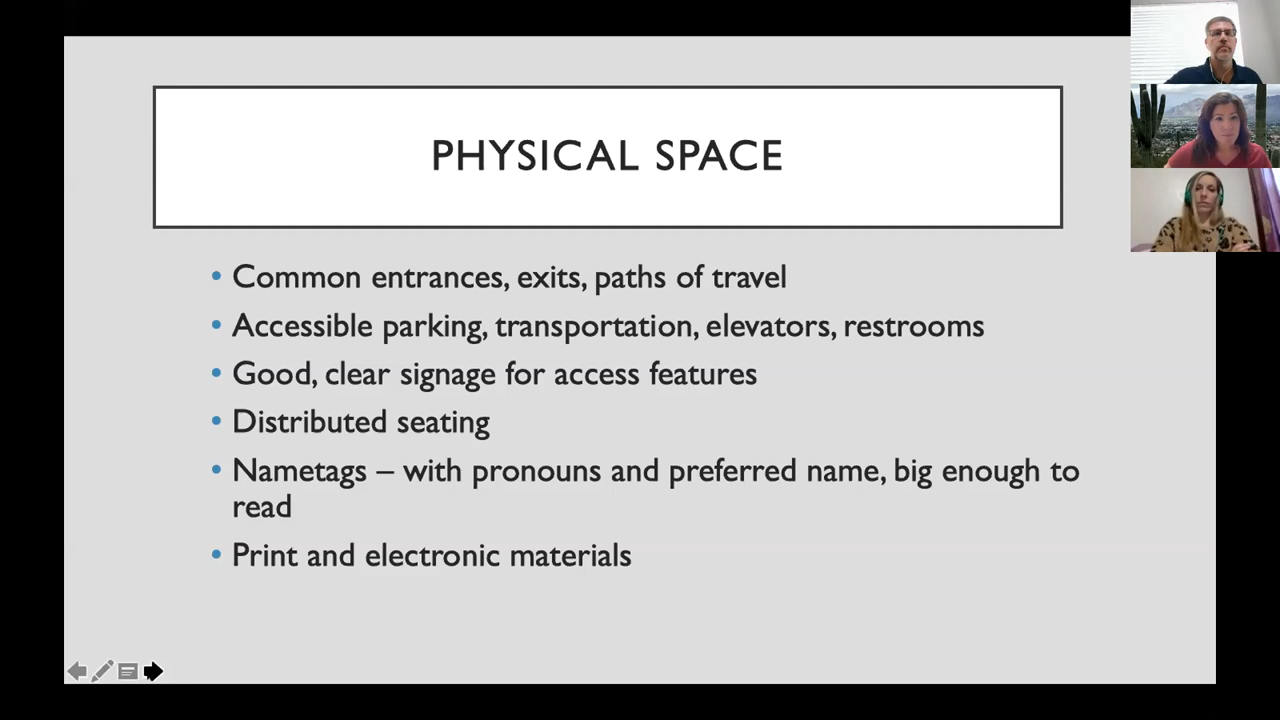 PHYSICAL SPACE
• Common entrances, exits, paths of travel
• Accessible parking, transportation, elevators, restrooms
• Good, clear signage for access features
• Distributed seating
• Nametags – with pronouns and preferred name, big enough to
read
• Print and electronic materials